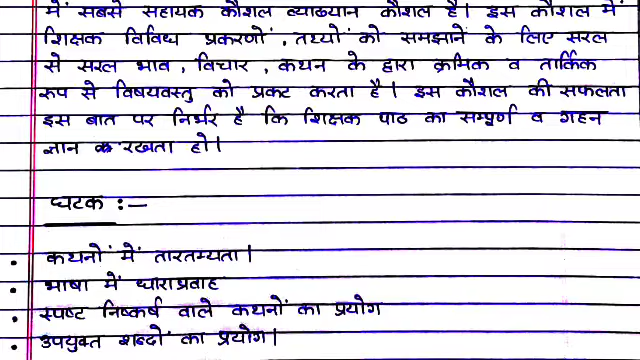 में सबसे सहायक कौशल व्याख्यान कौशल है। इस कौशल में
शिक्षक विविध प्रकरणों, तथ्यों को समझाने के लिए सरल
से सरल भाव, विचार, कथन के द्वारा क्रमिक व तार्किक
रुप से विषयवस्तु को प्रकट करता है। इस कौशल की सफलता
इस बात पर निर्भर है कि शिक्षक पाठ का सम्पूर्ण व गहन
ज्ञान रखता हो।
घटक :—
• कथनों में तारतम्यता।
• भाषा में धाराप्रवाह
• स्पष्ट निष्कर्ष वाले कथनों का प्रयोग
• उपयुक्त शब्दों का प्रयोग।